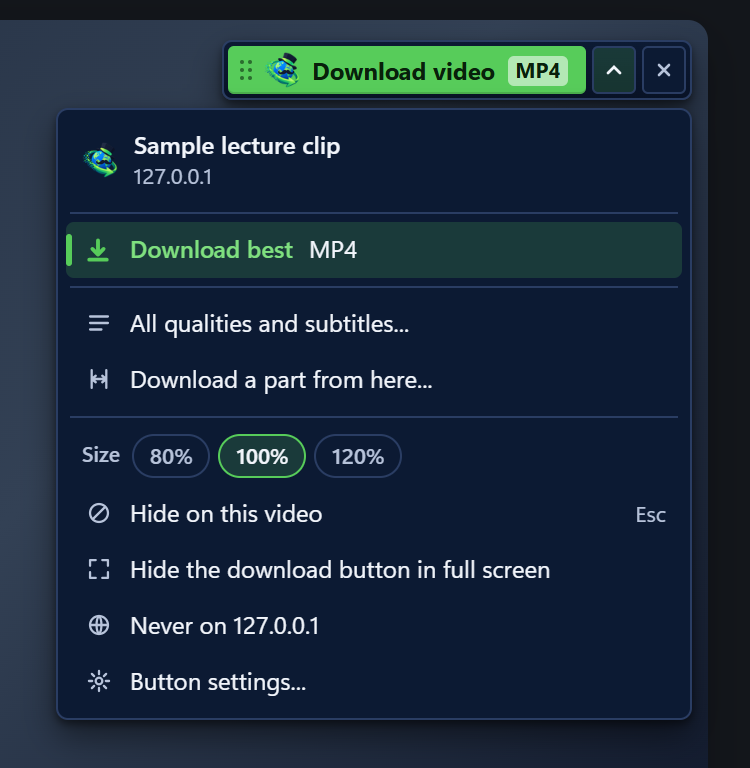 Download video MP4
Sample lecture clip
127.0.0.1
Download best MP4
All qualities and subtitles...
Download a part from here...
Size 80% 100% 120%
Hide on this video Esc
Hide the download button in full screen
Never on 127.0.0.1
Button settings...